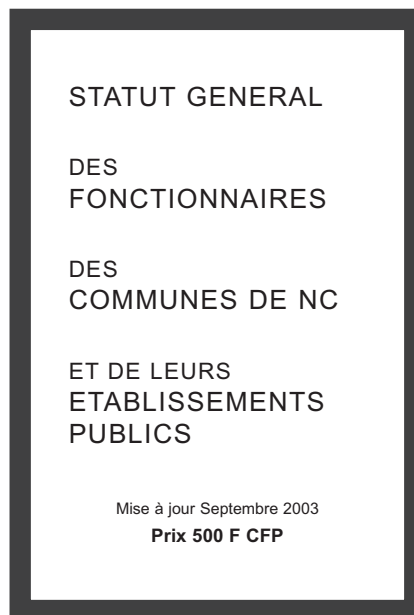 STATUT GENERAL
DES
FONCTIONNAIRES
DES
COMMUNES DE NC
ET DE LEURS
ETABLISSEMENTS
PUBLICS
Mise à jour Septembre 2003
Prix 500 F CFP